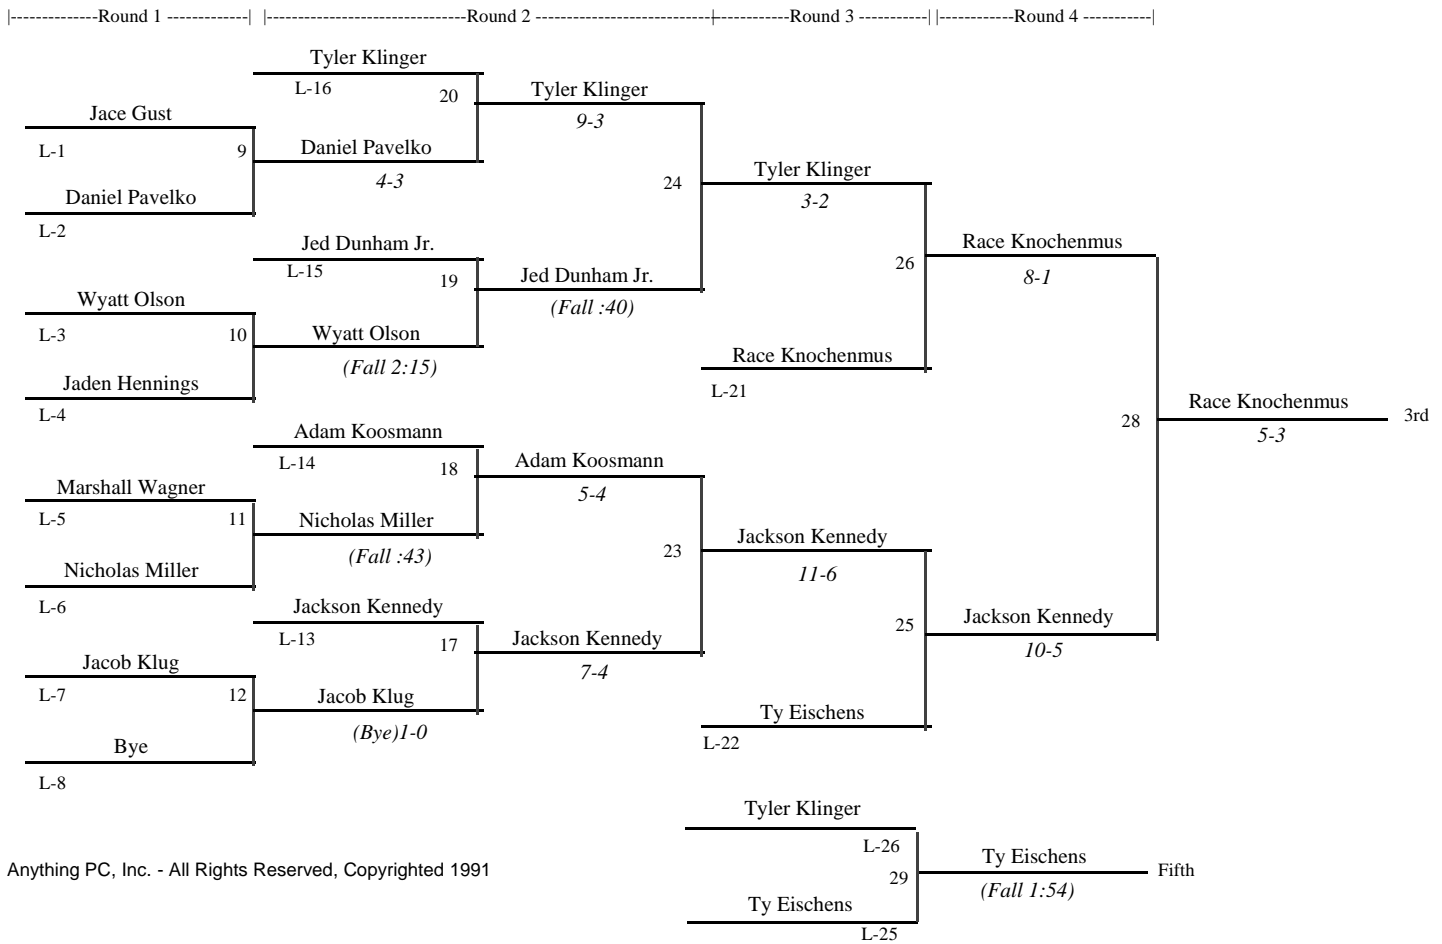 |-------------Round 1 -------------| |-----------------------------Round 2 --------------------------+-----------Round 3 ----------| |-----------Round 4 ----------|
Tyler Klinger
L-16
20
Tyler Klinger
9-3
Jace Gust
L-1
9
Daniel Pavelko
4-3
Daniel Pavelko
L-2
24
Tyler Klinger
3-2
Jed Dunham Jr.
L-15
19
Jed Dunham Jr.
(Fall :40)
26
Race Knochenmus
8-1
Wyatt Olson
L-3
10
Wyatt Olson
(Fall 2:15)
Jaden Hennings
L-4
Race Knochenmus
L-21
28
Race Knochenmus
5-3
3rd
Adam Koosmann
L-14
18
Adam Koosmann
5-4
Marshall Wagner
L-5
11
Nicholas Miller
(Fall :43)
Nicholas Miller
L-6
23
Jackson Kennedy
11-6
Jackson Kennedy
L-13
17
Jackson Kennedy
7-4
25
Jackson Kennedy
10-5
Jacob Klug
L-7
12
Jacob Klug
(Bye)1-0
Bye
L-8
Ty Eischens
L-22
Tyler Klinger
L-26
29
Ty Eischens
(Fall 1:54)
Fifth
Ty Eischens
L-25
Anything PC, Inc. - All Rights Reserved, Copyrighted 1991